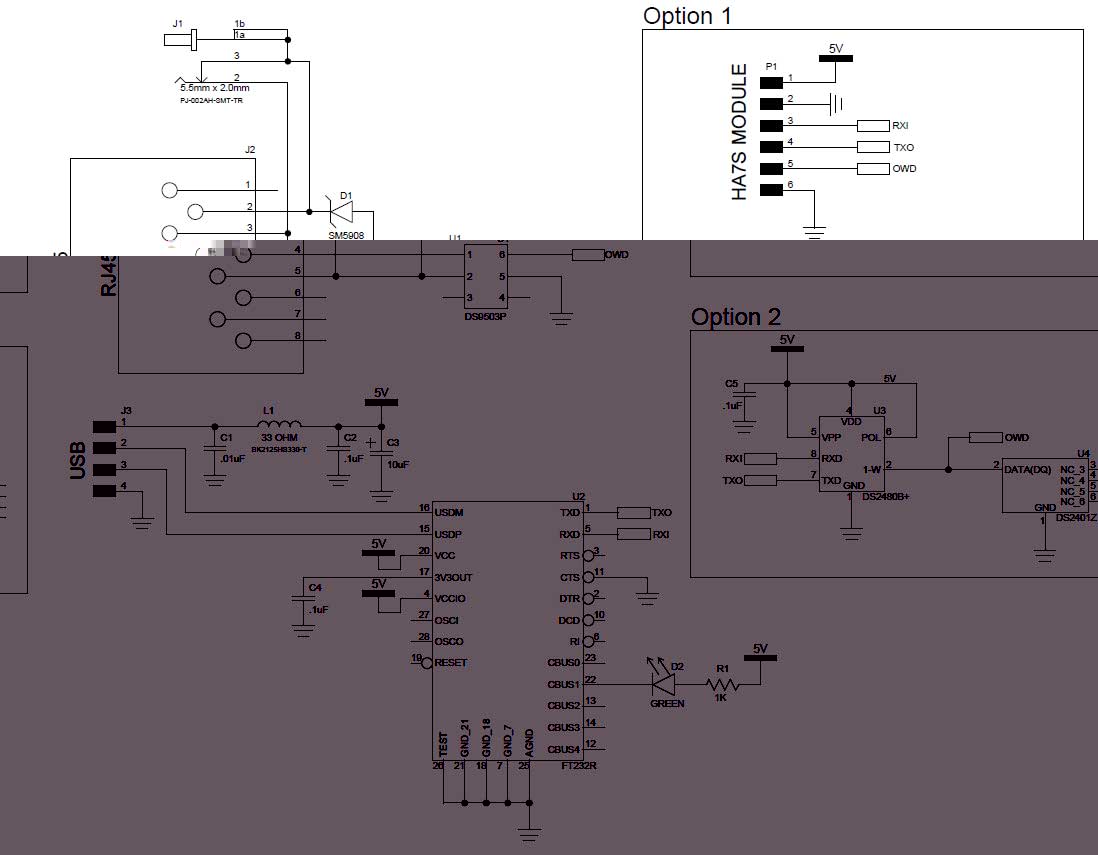 Option 1
J1
1b
1a
3
2
5.5mm x 2.0mm
PJ-002AH-SMT-TR
J2
1
2
3
D1
SM5908
HA7S MODULE
P1
5V
1
2
3 RXI
4 TXO
5 OWD
6
RJ45
4
5
6
7
8
U1
1 6 OWD
2 5
3 4
DS9503P
Option 2
5V
C5
.1uF
5V
4 U3
VDD
5 VPP POL 6
RXI 8 RXD
1-W 2
TXO 7 TXD
GND
1 DS2480B+
OWD
U4
2 DATA(DQ) NC_3 3
NC_4 4
NC_5 5
NC_6 6
GND
1 DS2401Z
USB
J3
1
2
3
4
C1
.01uF
L1
33 OHM
BK2125HS330-T
C2
.1uF
5V
C3
10uF
U2
16 USDM TXD 1 TXO
15 USDP RXD 5 RXI
5V
20 VCC RTS 3
17 3V3OUT CTS 11
5V
4 VCCIO DTR 2
C4
.1uF
27 OSCI DCD 10
28 OSCO RI 6
19 RESET CBUS0 23
CBUS1 22
CBUS2 13
CBUS3 14
CBUS4 12
TEST
GND_21
GND_18
GND_7
AGND
26 21 18 7 25 FT232R
D2
GREEN
R1
1K
5V